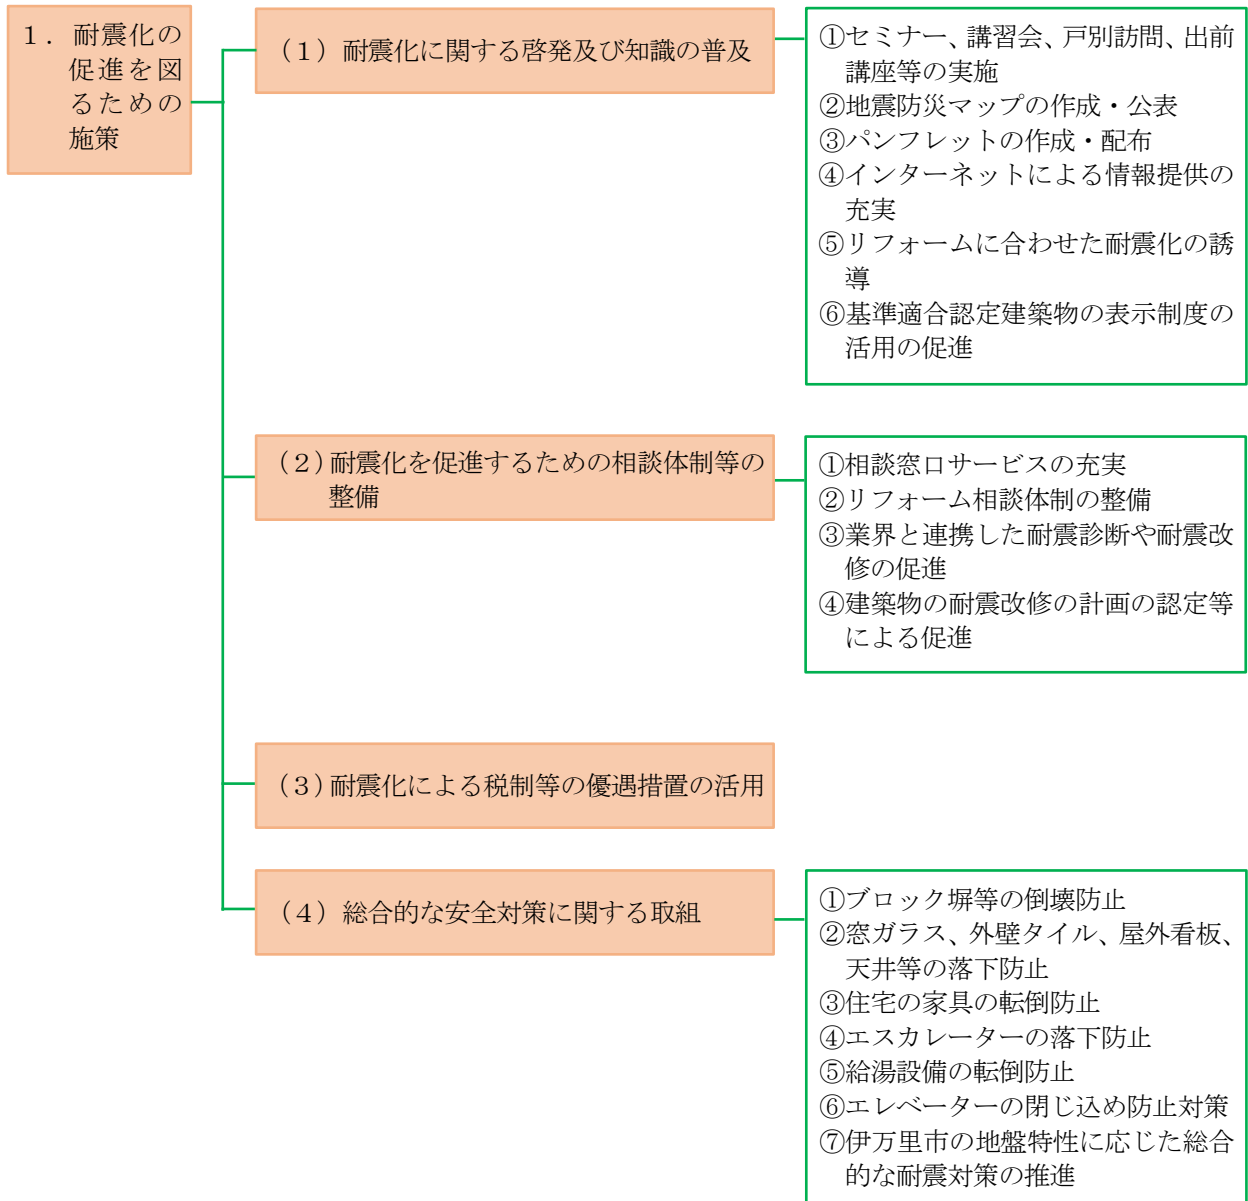 １．耐震化の
促進を図
るための
施策
（１）耐震化に関する啓発及び知識の普及
①セミナー、講習会、戸別訪問、出前
講座等の実施
②地震防災マップの作成・公表
③パンフレットの作成・配布
④インターネットによる情報提供の
充実
⑤リフォームに合わせた耐震化の誘
導
⑥基準適合認定建築物の表示制度の
活用の促進
（２）耐震化を促進するための相談体制等の
整備
①相談窓口サービスの充実
②リフォーム相談体制の整備
③業界と連携した耐震診断や耐震改
修の促進
④建築物の耐震改修の計画の認定等
による促進
（３）耐震化による税制等の優遇措置の活用
（４）総合的な安全対策に関する取組
①ブロック塀等の倒壊防止
②窓ガラス、外壁タイル、屋外看板、
天井等の落下防止
③住宅の家具の転倒防止
④エスカレーターの落下防止
⑤給湯設備の転倒防止
⑥エレベーターの閉じ込め防止対策
⑦伊万里市の地盤特性に応じた総合
的な耐震対策の推進